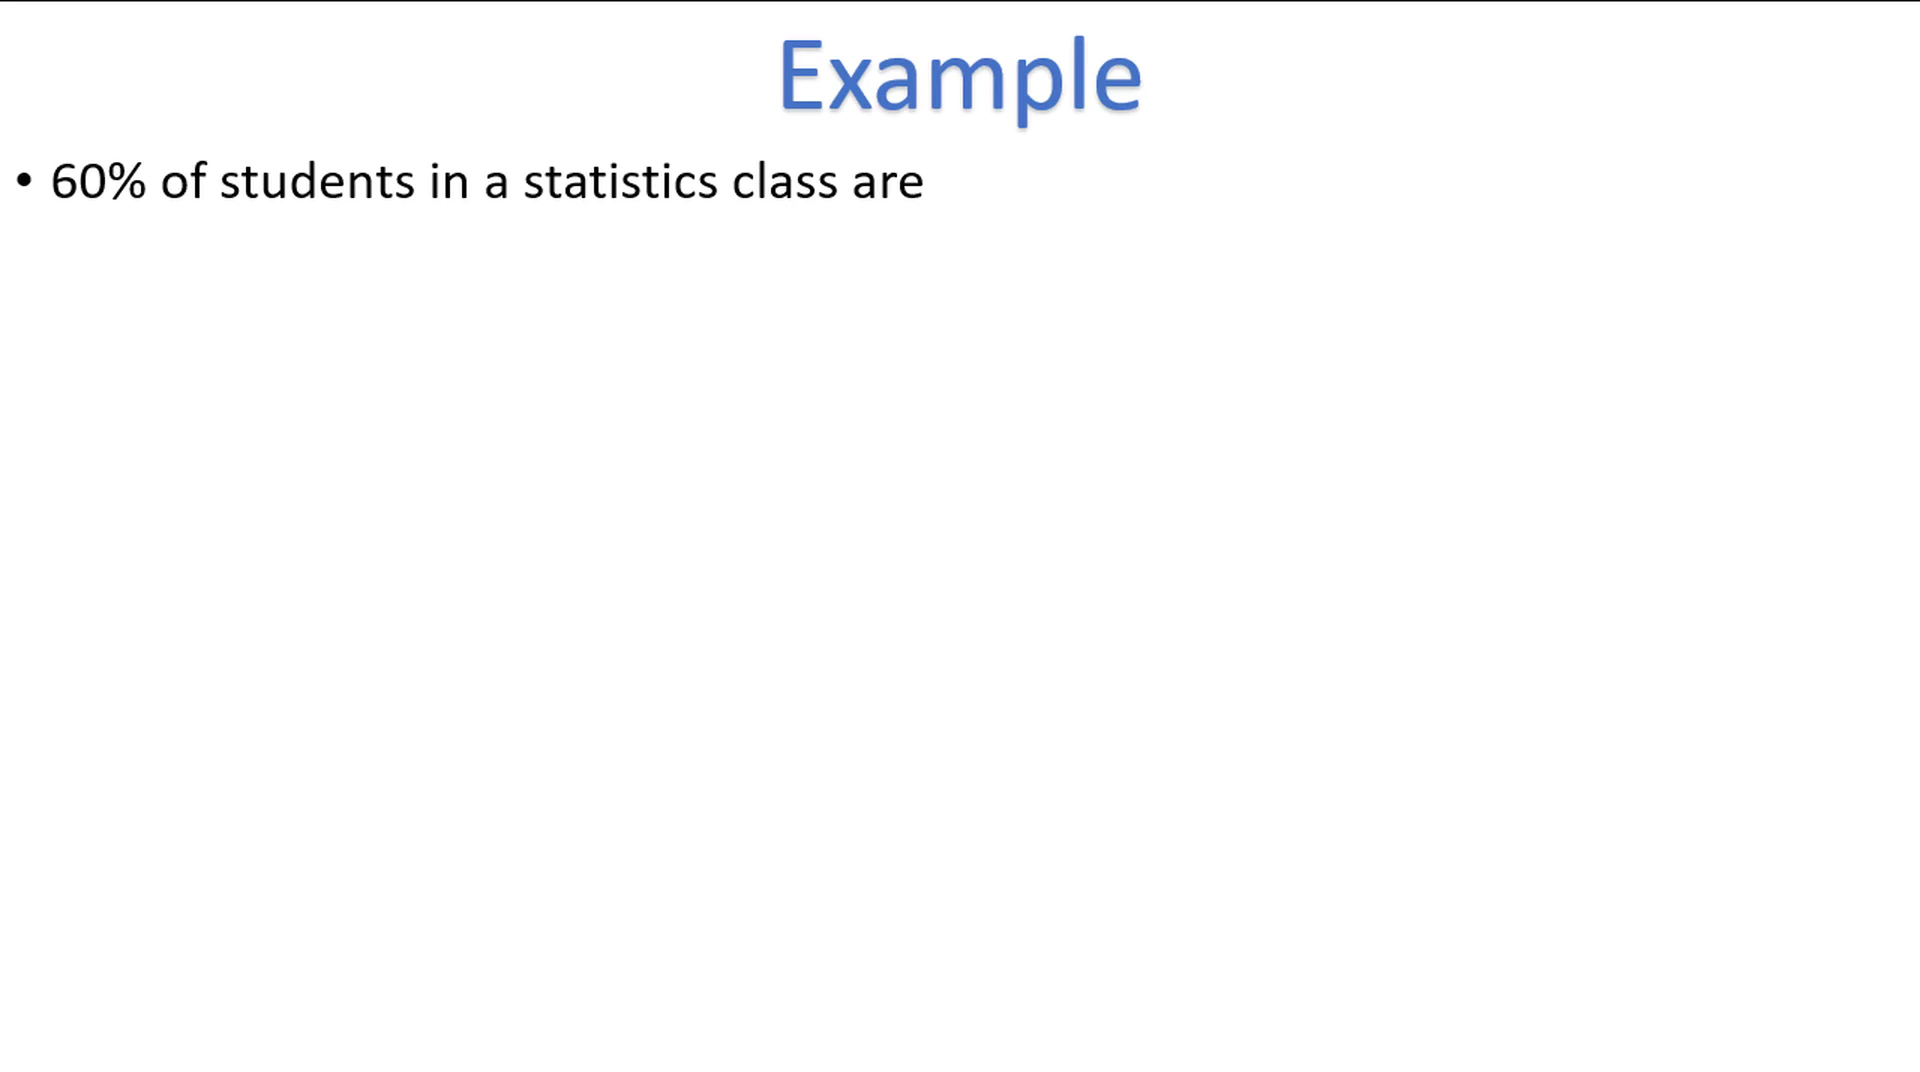 Example
• 60% of students in a statistics class are